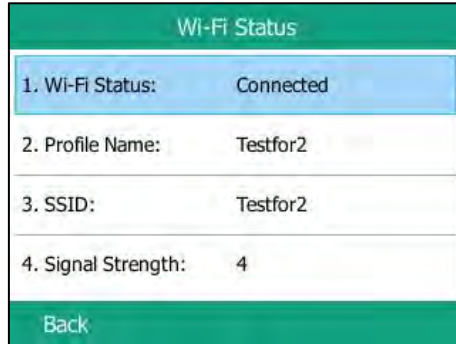 Wi-Fi Status
1. Wi-Fi Status: Connected
2. Profile Name: Testfor2
3. SSID: Testfor2
4. Signal Strength: 4
Back